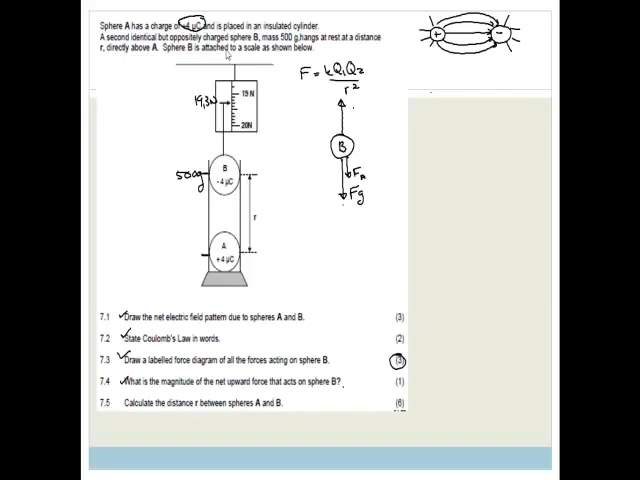 Sphere A has a charge of +4 µC and is placed in an insulated cylinder.
A second identical but oppositely charged sphere B, mass 500 g,hangs at rest at a distance
r, directly above A. Sphere B is attached to a scale as shown below.
+
-
F = kQ₁Q₂
r²
19,3N
19 N
20N
B
F_A
Fg
500g
B
- 4 µC
r
A
+4 µC
7.1 Draw the net electric field pattern due to spheres A and B. (3)
7.2 State Coulomb's Law in words. (2)
7.3 Draw a labelled force diagram of all the forces acting on sphere B. (3)
7.4 What is the magnitude of the net upward force that acts on sphere B? (1)
7.5 Calculate the distance r between spheres A and B. (6)